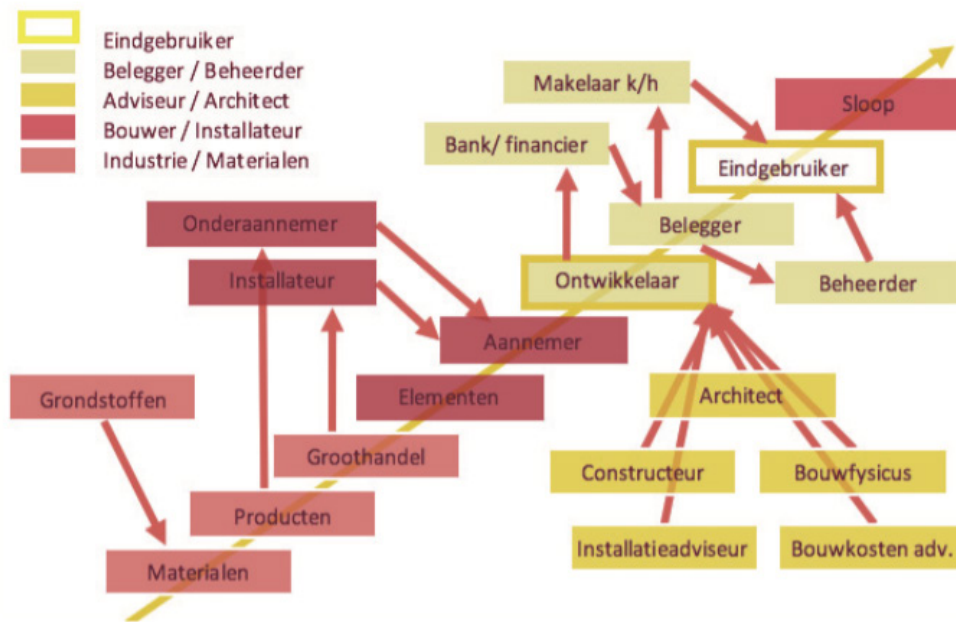 Eindgebruiker
Belegger / Beheerder
Adviseur / Architect
Bouwer / Installateur
Industrie / Materialen
Makelaar k/h
Sloop
Bank/ financier
Eindgebruiker
Onderaannemer
Belegger
Installateur
Ontwikkelaar
Beheerder
Aannemer
Grondstoffen
Elementen
Architect
Groothandel
Constructeur
Bouwfysicus
Producten
Installatieadviseur
Bouwkosten adv.
Materialen